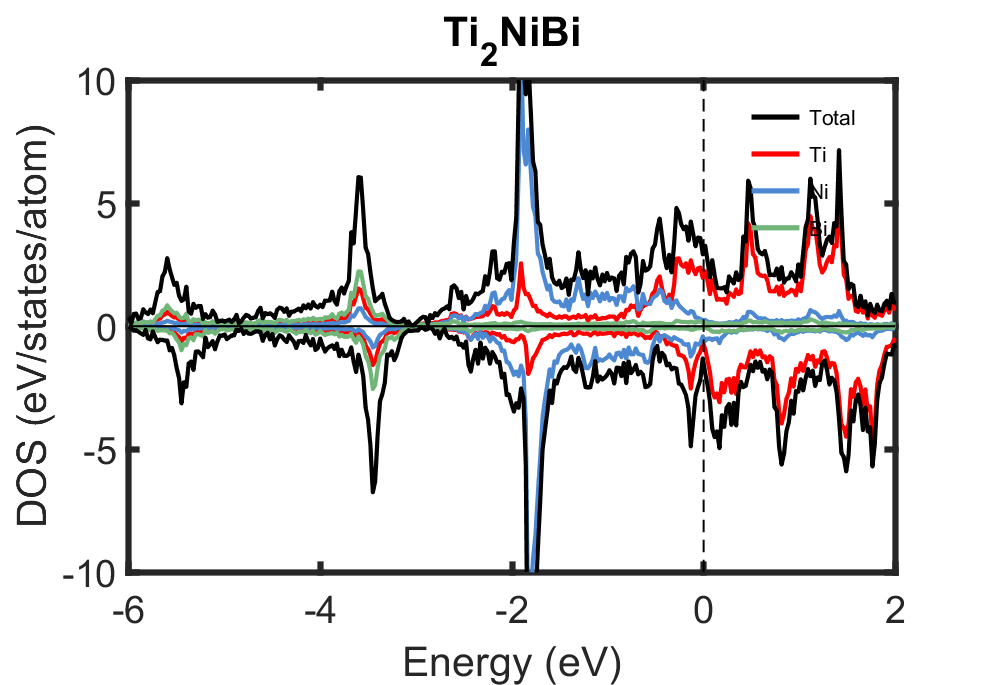 Ti₂NiBi
DOS (eV/states/atom)
10
5
0
-5
-10
Total
Ti
Ni
Bi
-6 -4 -2 0 2
Energy (eV)